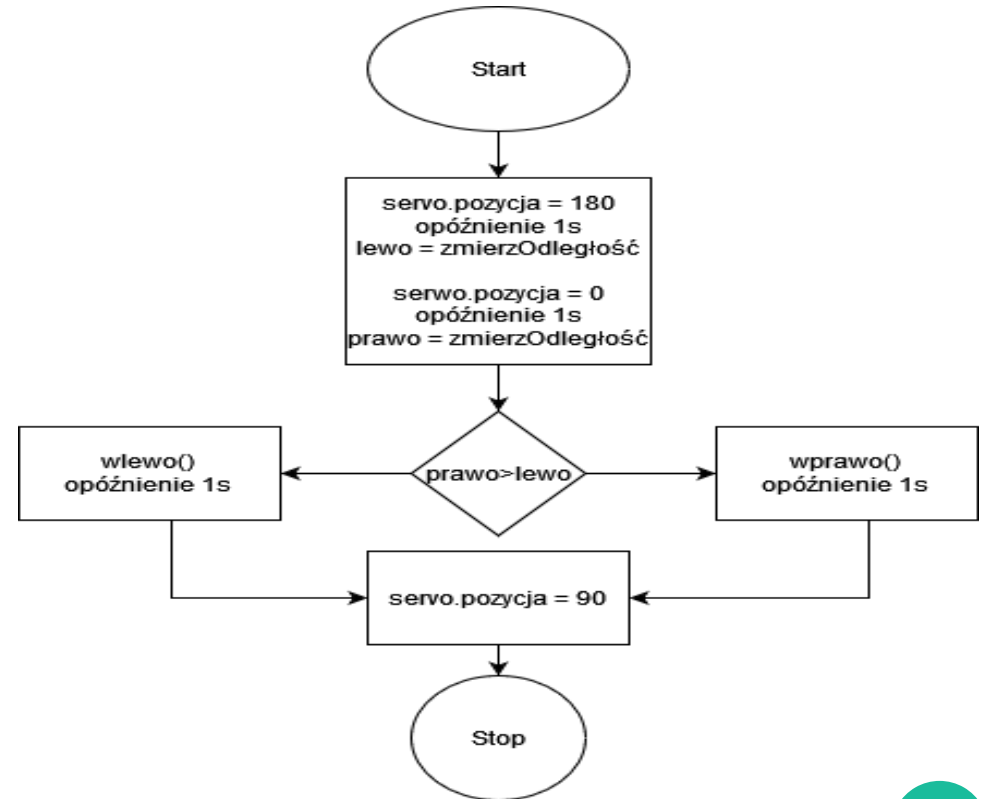 Start
servo.pozycja = 180
opóźnienie 1s
lewo = zmierzOdległość
serwo.pozycja = 0
opóźnienie 1s
prawo = zmierzOdległość
prawo>lewo
wlewo()
opóźnienie 1s
wprawo()
opóźnienie 1s
servo.pozycja = 90
Stop